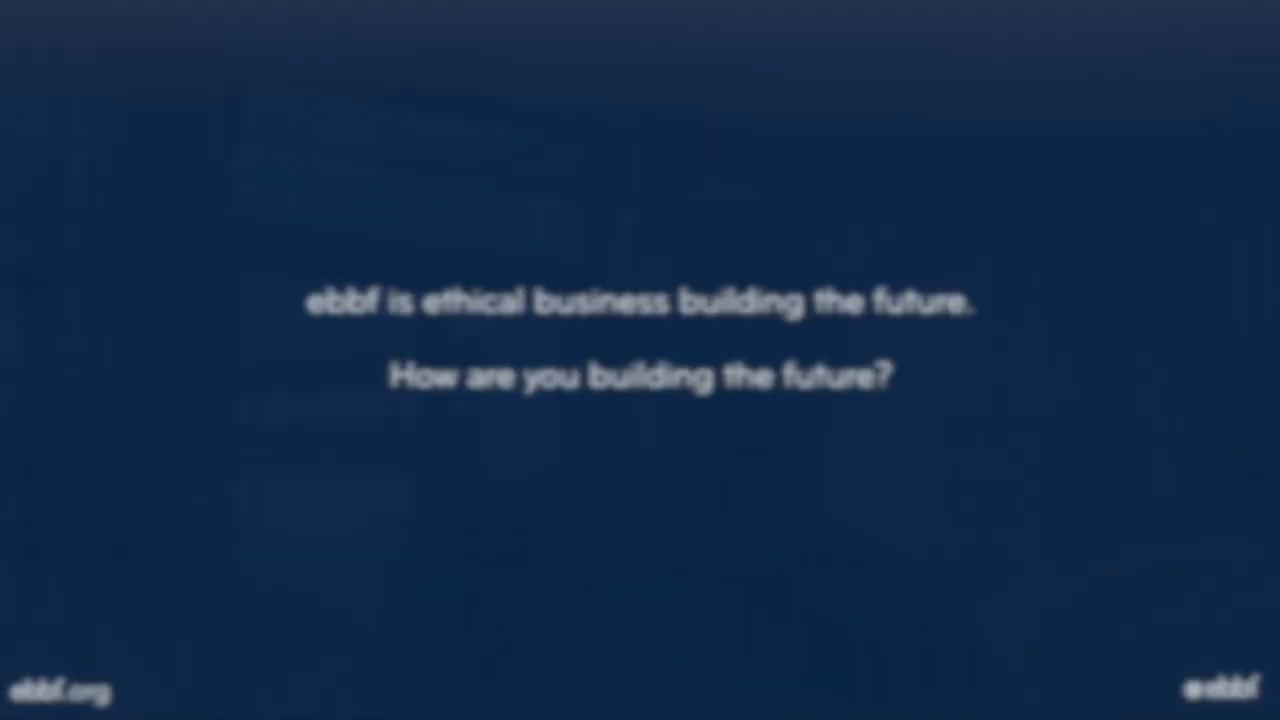 ebbf is ethical business building the future.
How are you building the future?
ebbf.org
@ebbf